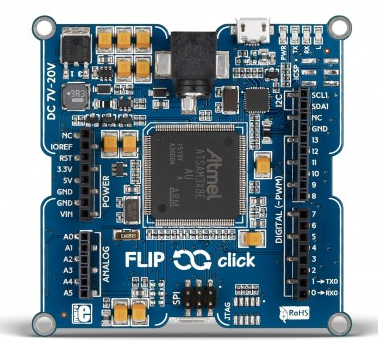 DC 7V-20V
3R3
PWR
TX
RX
L
ICSP
I2C
SCL1
SDA1
NC
GND
13
12
11
10
9
8
NC
IOREF
RST
3.3V
5V
GND
GND
VIN
POWER
Atmel
ATSAM3X8E
AU
ARM
DIGITAL (~PWM)
7
6
5
4
3
2
1→TX0
0→RX0
A0
A1
A2
A3
A4
A5
ANALOG
FLIP click
SPI
JTAG
RoHS